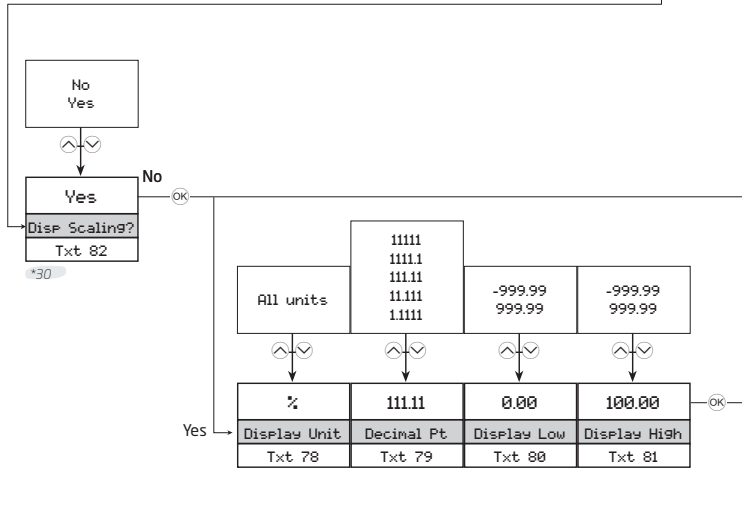 No
Yes
No
Yes
OK
Disp Scaling?
Txt 82
*30
All units
11111
1111.1
111.11
11.111
1.1111
-999.99
999.99
-999.99
999.99
Yes
%
111.11
0.00
100.00
OK
Display Unit
Decimal Pt
Display Low
Display High
Txt 78
Txt 79
Txt 80
Txt 81